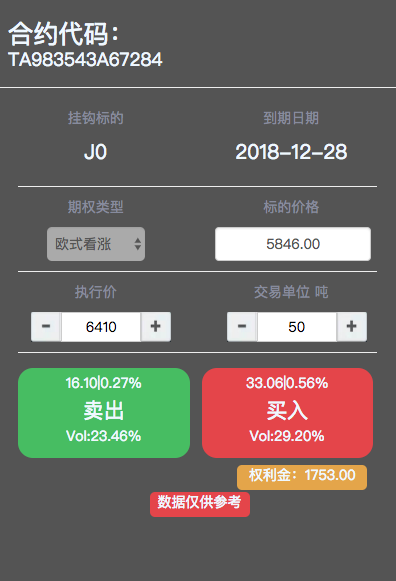 合约代码：
TA983543A67284
挂钩标的
到期日期
J0
2018-12-28
期权类型
标的价格
欧式看涨
5846.00
执行价
交易单位 吨
- 6410 +
- 50 +
16.10|0.27%
卖出
Vol:23.46%
33.06|0.56%
买入
Vol:29.20%
权利金：1753.00
数据仅供参考